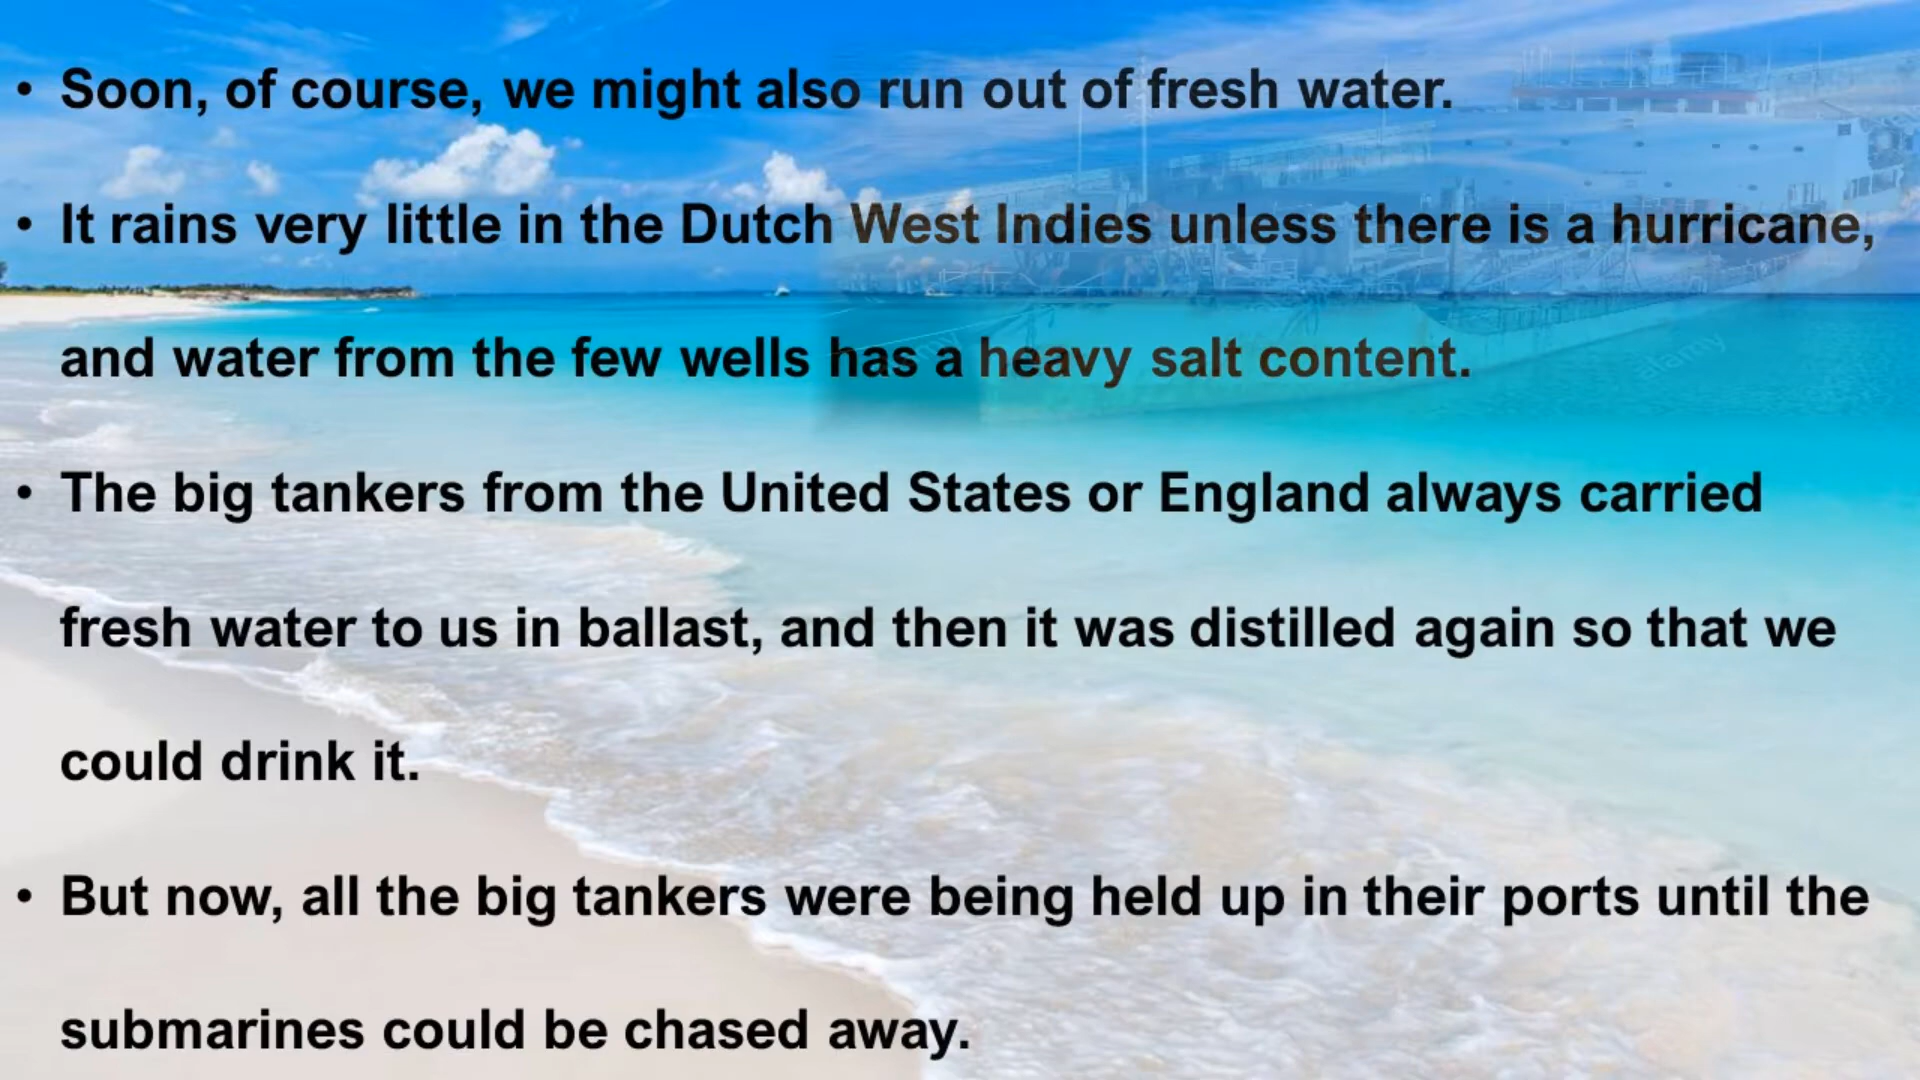 • Soon, of course, we might also run out of fresh water.
• It rains very little in the Dutch West Indies unless there is a hurricane,
and water from the few wells has a heavy salt content.
• The big tankers from the United States or England always carried
fresh water to us in ballast, and then it was distilled again so that we
could drink it.
• But now, all the big tankers were being held up in their ports until the
submarines could be chased away.
alamy